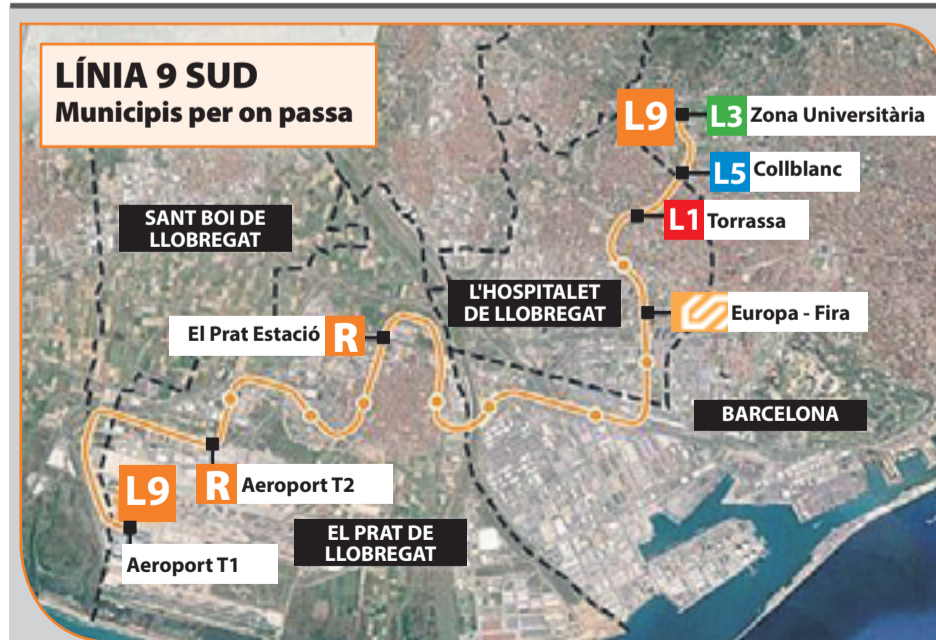 LÍNIA 9 SUD
Municipis per on passa
L9
L3 Zona Universitària
L5 Collblanc
L1 Torrassa
SANT BOI DE
LLOBREGAT
L'HOSPITALET
DE LLOBREGAT
Europa - Fira
El Prat Estació R
BARCELONA
L9
R Aeroport T2
EL PRAT DE
LLOBREGAT
Aeroport T1